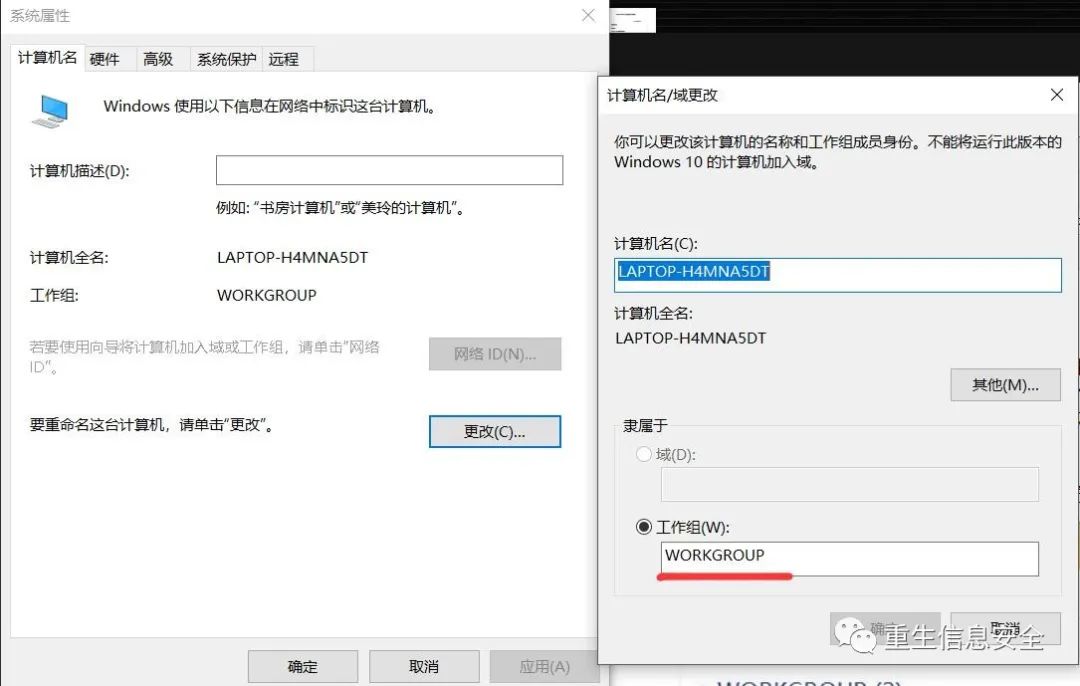 系统属性
计算机名
硬件
高级
系统保护
远程
Windows 使用以下信息在网络中标识这台计算机。
计算机描述(D):
例如: “书房计算机”或“美玲的计算机”。
计算机全名:
LAPTOP-H4MNA5DT
工作组:
WORKGROUP
若要使用向导将计算机加入域或工作组，请单击“网络
ID”。
网络 ID(N)...
要重命名这台计算机，请单击“更改”。
更改(C)...
确定
取消
应用(A)
计算机名/域更改
你可以更改该计算机的名称和工作组成员身份。不能将运行此版本的
Windows 10 的计算机加入域。
计算机名(C):
LAPTOP-H4MNA5DT
计算机全名:
LAPTOP-H4MNA5DT
其他(M)...
隶属于
域(D):
工作组(W):
WORKGROUP
确定
取消
重生信息安全